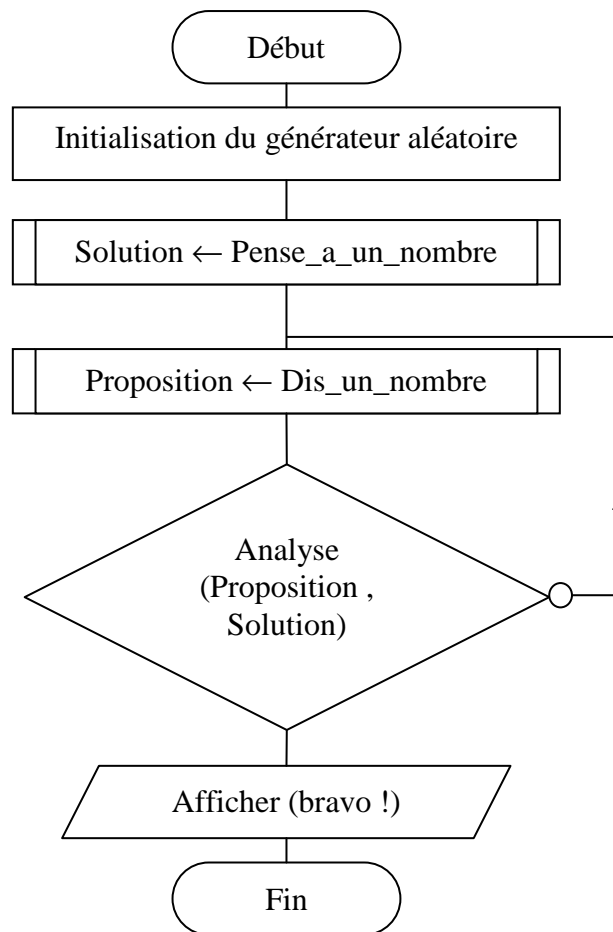 Début
Initialisation du générateur aléatoire
Solution ← Pense_a_un_nombre
Proposition ← Dis_un_nombre
Analyse
(Proposition ,
Solution)
Afficher (bravo !)
Fin